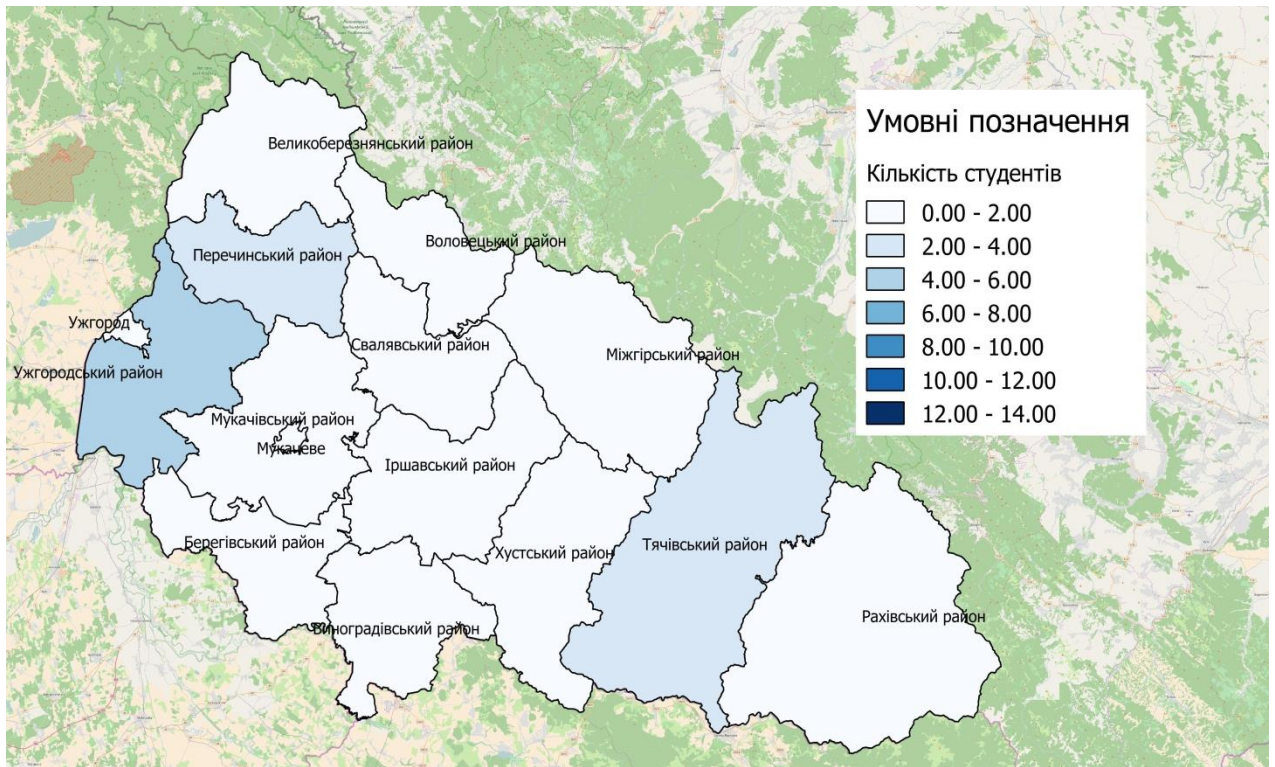 Умовні позначення
Кількість студентів
0.00 - 2.00
2.00 - 4.00
4.00 - 6.00
6.00 - 8.00
8.00 - 10.00
10.00 - 12.00
12.00 - 14.00
Великоберезнянський район
Перечинський район
Воловецький район
Ужгород
Свалявський район
Міжгірський район
Ужгородський район
Мукачівський район
Мукачеве
Іршавський район
Берегівський район
Хустський район
Тячівський район
Виноградівський район
Рахівський район